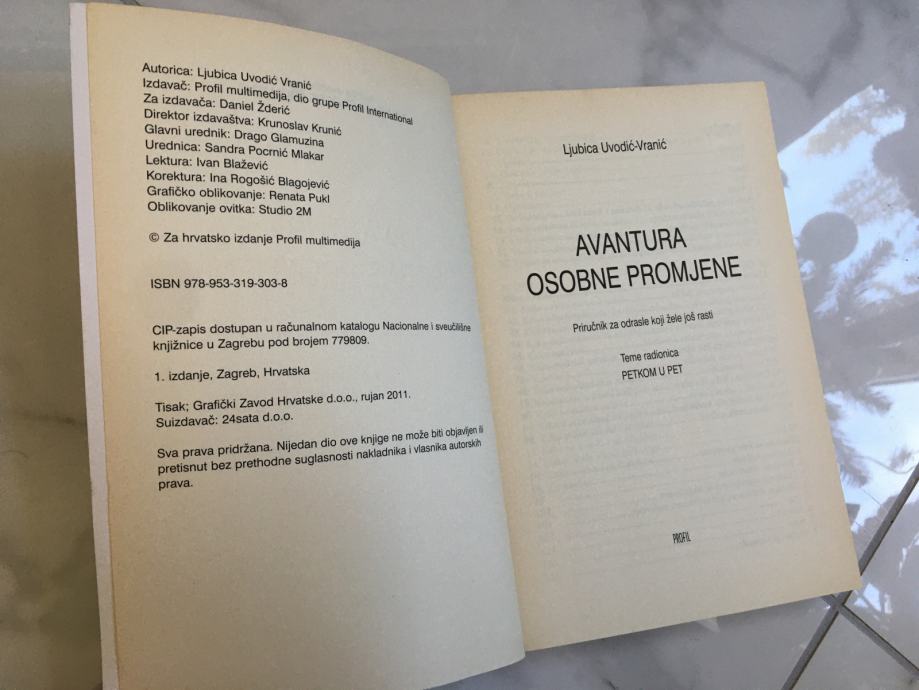 Autorica: Ljubica Uvodić Vranić
Izdavač: Profil multimedija, dio grupe Profil International
Za izdavača: Daniel Žderić
Direktor izdavaštva: Krunoslav Krunić
Glavni urednik: Drago Glamuzina
Urednica: Sandra Pocrnić Mlakar
Lektura: Ivan Blažević
Korektura: Ina Rogošić Blagojević
Grafičko oblikovanje: Renata Pukl
Oblikovanje ovitka: Studio 2M
© Za hrvatsko izdanje Profil multimedija
ISBN 978-953-319-303-8
CIP-zapis dostupan u računalnom katalogu Nacionalne i sveučilišne
knjižnice u Zagrebu pod brojem 779809.
1. izdanje, Zagreb, Hrvatska
Tisak; Grafički Zavod Hrvatske d.o.o., rujan 2011.
Suizdavač: 24sata d.o.o.
Sva prava pridržana. Nijedan dio ove knjige ne može biti objavljen ili
pretisnut bez prethodne suglasnosti nakladnika i vlasnika autorskih
prava.
Ljubica Uvodić-Vranić
AVANTURA
OSOBNE PROMJENE
Priručnik za odrasle koji žele još rasti
Teme radionica
PETKOM U PET
PROFIL